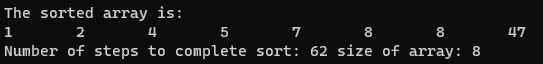 The sorted array is:
1 2 4 5 7 8 8 47
Number of steps to complete sort: 62 size of array: 8